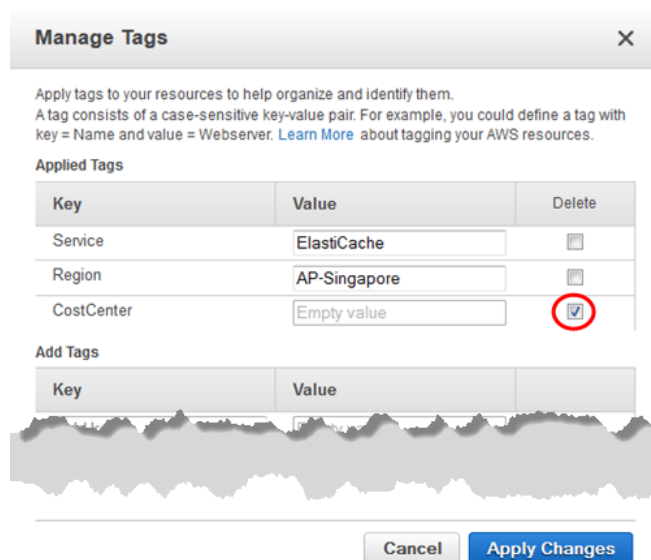 Manage Tags
Apply tags to your resources to help organize and identify them.
A tag consists of a case-sensitive key-value pair. For example, you could define a tag with
key = Name and value = Webserver. Learn More about tagging your AWS resources.
Applied Tags
Key Value Delete
Service ElastiCache
Region AP-Singapore
CostCenter Empty value
Add Tags
Key Value
Cancel Apply Changes